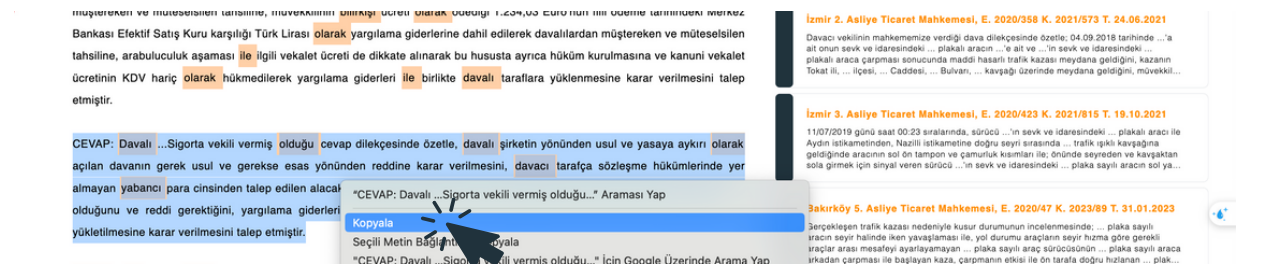 müştereken ve müteselsilen tahsiline, müvekkilinin bilirkişi ücreti olarak ödediği 1.234,03 Euro'nun fiili ödeme tarihindeki Merkez
Bankası Efektif Satış Kuru karşılığı Türk Lirası olarak yargılama giderlerine dahil edilerek davalılardan müştereken ve müteselsilen
tahsiline, arabuluculuk aşaması ile ilgili vekalet ücreti de dikkate alınarak bu hususta ayrıca hüküm kurulmasına ve kanuni vekalet
ücretinin KDV hariç olarak hükmedilerek yargılama giderleri ile birlikte davalı taraflara yüklenmesine karar verilmesini talep
etmiştir.
CEVAP: Davalı ...Sigorta vekili vermiş olduğu cevap dilekçesinde özetle, davalı şirketin yönünden usul ve yasaya aykırı olarak
açılan davanın gerek usul ve gerekse esas yönünden reddine karar verilmesini, davacı tarafça sözleşme hükümlerinde yer
almayan yabancı para cinsinden talep edilen alacak
olduğunu ve reddi gerektiğini, yargılama giderleri
yükletilmesine karar verilmesini talep etmiştir.
"CEVAP: Davalı ...Sigorta vekili vermiş olduğu..." Araması Yap
Kopyala
Seçili Metin
"CEVAP: Davalı vermiş olduğu..." İçin Google Üzerinde Arama Yap
İzmir 2. Asliye Ticaret Mahkemesi, E. 2020/358 K. 2021/573 T. 24.06.2021
Davacı vekilinin mahkememize verdiği dava dilekçesinde özetle; 04.09.2018 tarihinde ...'a
ait onun sevk ve idaresindeki ... plakalı aracın ...'e ait ve ...'in sevk ve idaresindeki ...
plakalı araca çarpması sonucunda maddi hasarlı trafik kazası meydana geldiğini, kazanın
Tokat ili, ... ilçesi, ... Caddesi, ... Bulvarı, ... kavşağı üzerinde meydana geldiğini, müvekkil...
İzmir 3. Asliye Ticaret Mahkemesi, E. 2020/423 K. 2021/815 T. 19.10.2021
11/07/2019 günü saat 00:23 sıralarında, sürücü ...'ın sevk ve idaresindeki ... plakalı aracı ile
Aydın istikametinden, Nazilli istikametine doğru seyri sırasında ... trafik ışıklı kavşağına
geldiğinde aracının sol ön tampon ve çamurluk kısımları ile; önünde seyreden ve kavşaktan
sola girmek için sinyal veren sürücü ...'ın sevk ve idaresindeki ... plaka sayılı aracın sol ya...
Bakırköy 5. Asliye Ticaret Mahkemesi, E. 2020/47 K. 2023/89 T. 31.01.2023
Gerçekleşen trafik kazası nedeniyle kusur durumunun incelenmesinde; ... plaka sayılı
aracın seyir halinde iken yavaşlaması ile, yol durumu araçların seyir hızına göre gerekli
araçlar arası mesafeyi ayarlayamayan ... plaka sayılı araç sürücüsünün ... plaka sayılı araca
arkadan çarpması ile başlayan kaza, çarpmanın etkisi ile ön tarafa doğru hızlanan ... plak...